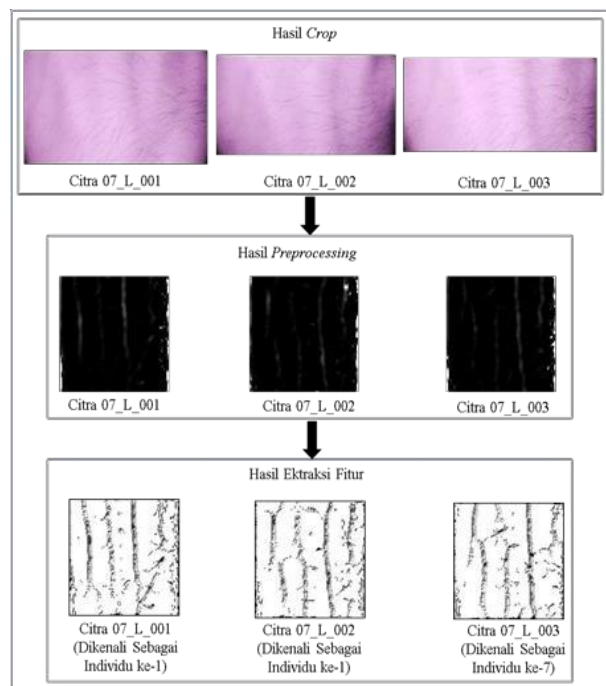 Hasil Crop
Citra 07_L_001
Citra 07_L_002
Citra 07_L_003
Hasil Preprocessing
Citra 07_L_001
Citra 07_L_002
Citra 07_L_003
Hasil Ektraksi Fitur
Citra 07_L_001
(Dikenali Sebagai
Individu ke-1)
Citra 07_L_002
(Dikenali Sebagai
Individu ke-1)
Citra 07_L_003
(Dikenali Sebagai
Individu ke-7)